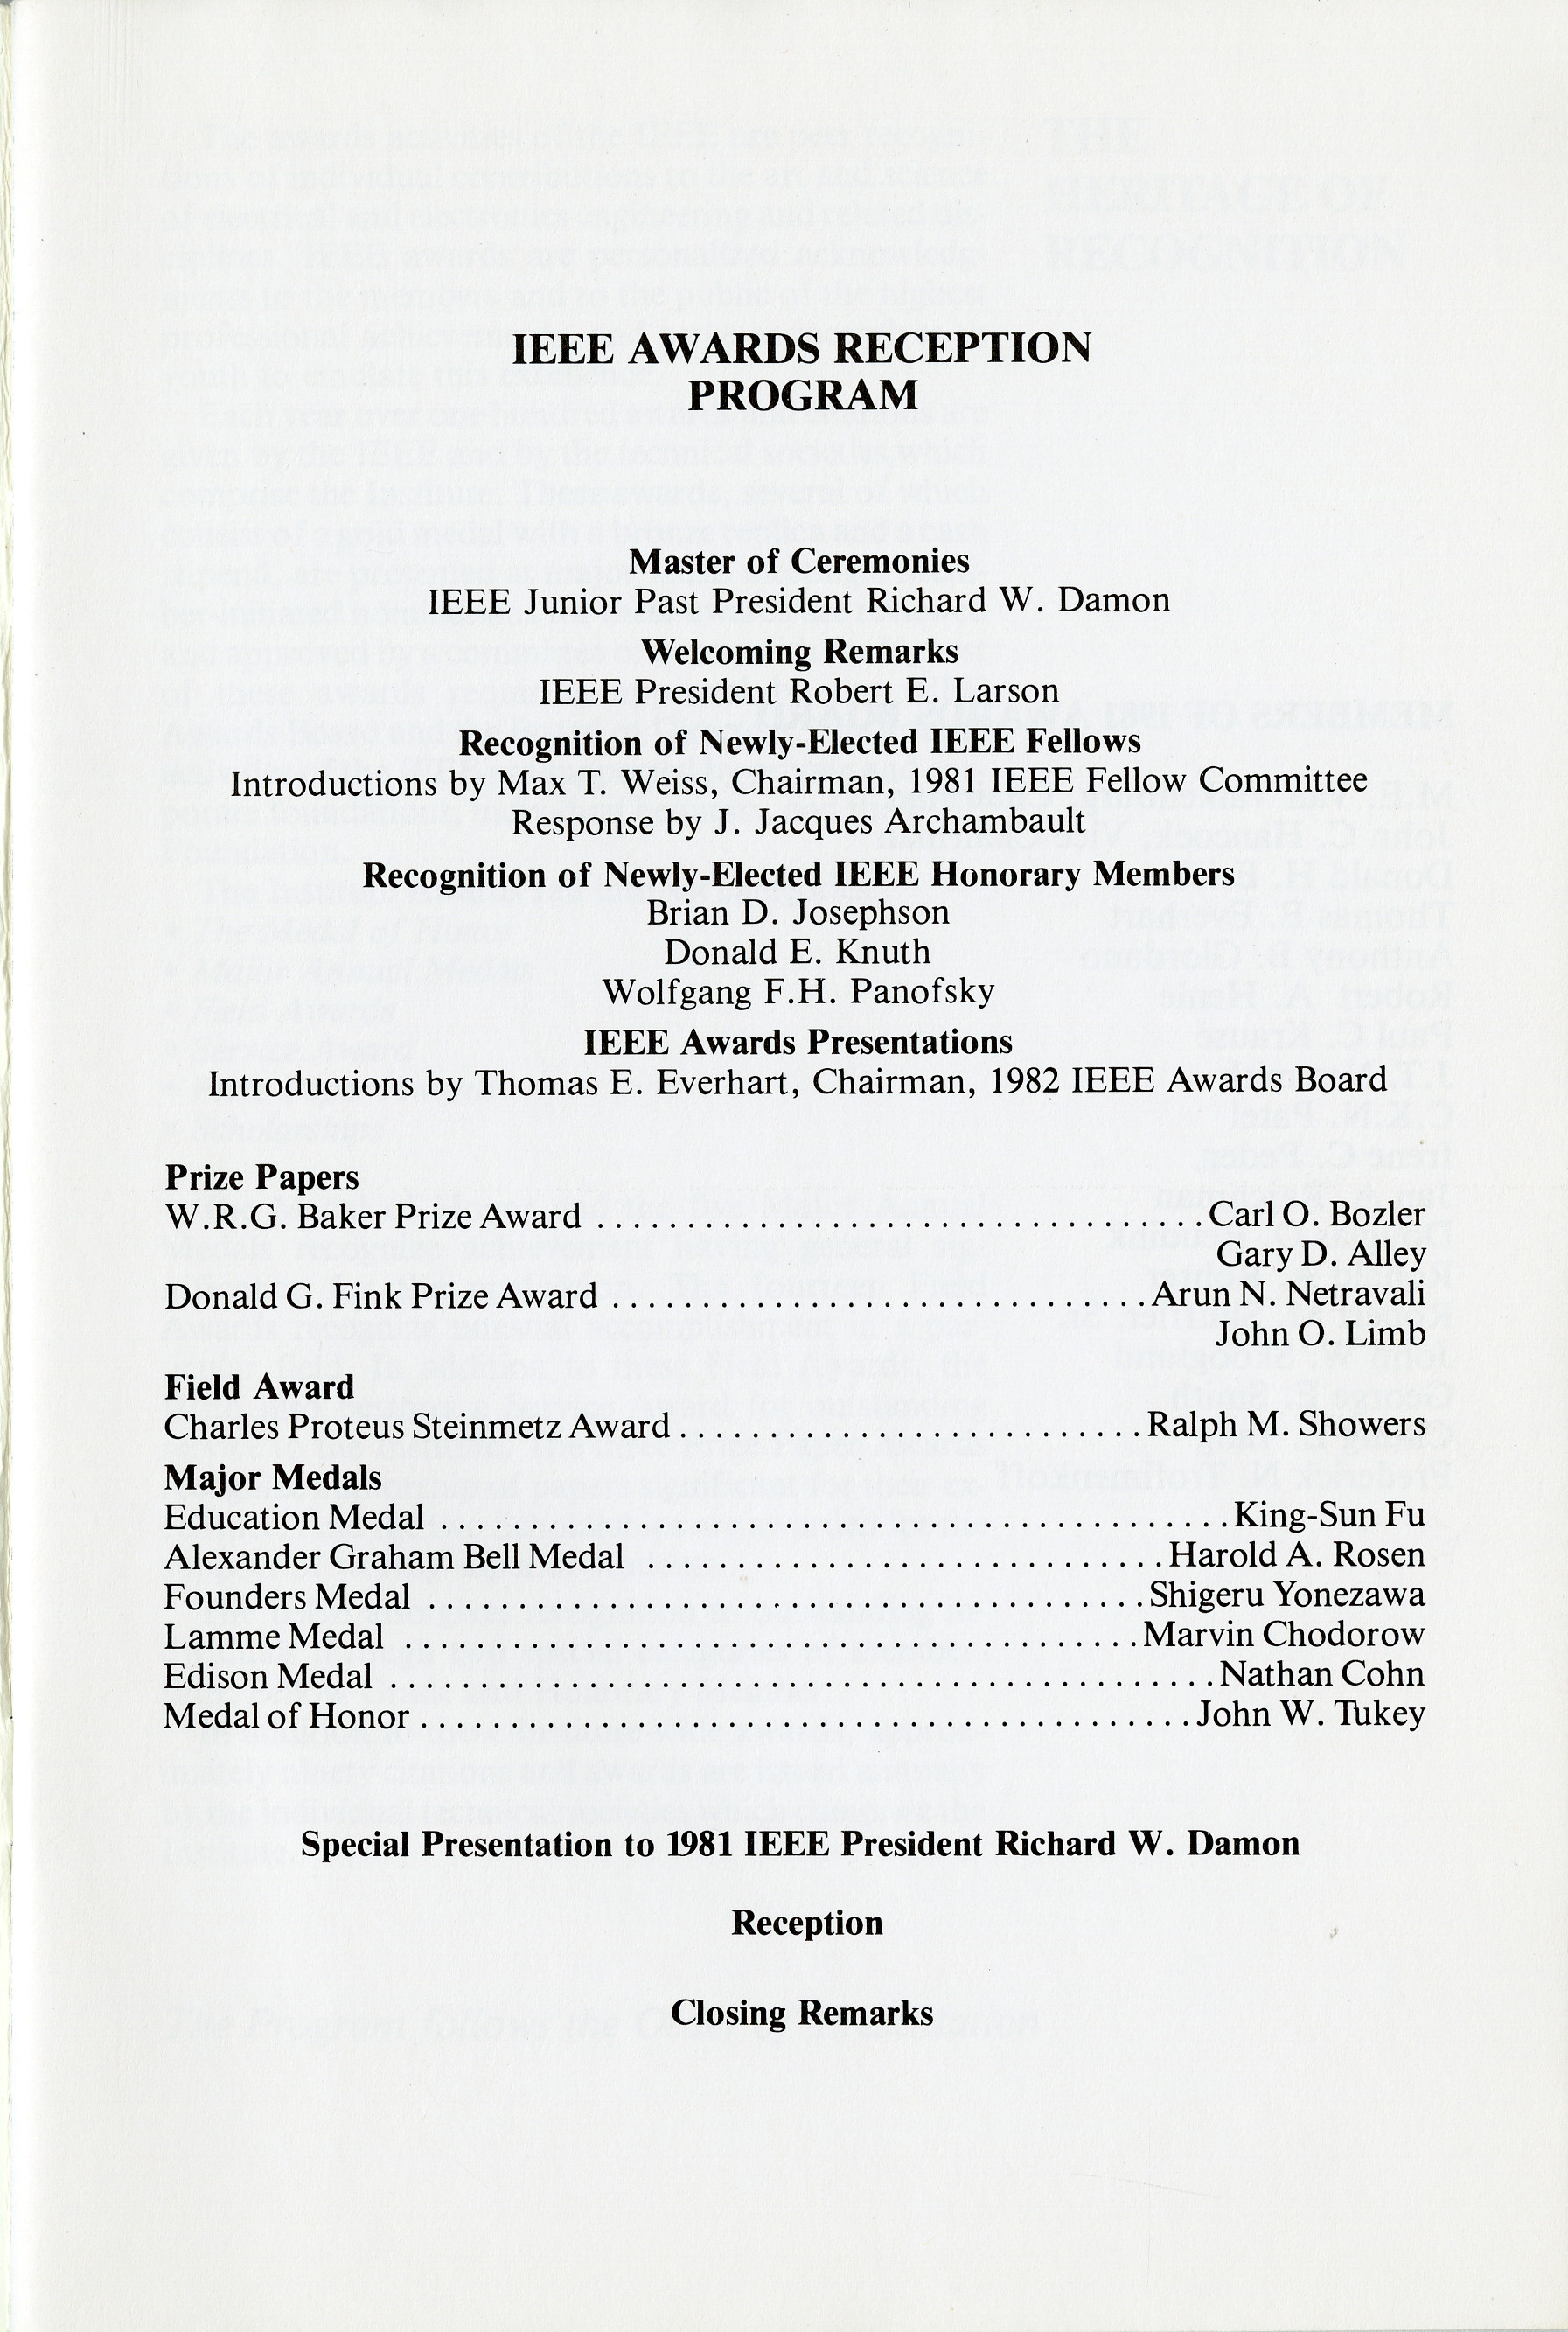 IEEE AWARDS RECEPTION
PROGRAM
Master of Ceremonies
IEEE Junior Past President Richard W. Damon
Welcoming Remarks
IEEE President Robert E. Larson
Recognition of Newly-Elected IEEE Fellows
Introductions by Max T. Weiss, Chairman, 1981 IEEE Fellow Committee
Response by J. Jacques Archambault
Recognition of Newly-Elected IEEE Honorary Members
Brian D. Josephson
Donald E. Knuth
Wolfgang F.H. Panofsky
IEEE Awards Presentations
Introductions by Thomas E. Everhart, Chairman, 1982 IEEE Awards Board
Prize Papers
W.R.G. Baker Prize Award . . . . . . . . . . . . . . . . . . . . . . . . . . . . . . . . . . Carl O. Bozler
Gary D. Alley
Donald G. Fink Prize Award . . . . . . . . . . . . . . . . . . . . . . . . . . . . . . Arun N. Netravali
John O. Limb
Field Award
Charles Proteus Steinmetz Award . . . . . . . . . . . . . . . . . . . . . . . . . . Ralph M. Showers
Major Medals
Education Medal . . . . . . . . . . . . . . . . . . . . . . . . . . . . . . . . . . . . . . . . . . . . King-Sun Fu
Alexander Graham Bell Medal . . . . . . . . . . . . . . . . . . . . . . . . . . . . . Harold A. Rosen
Founders Medal . . . . . . . . . . . . . . . . . . . . . . . . . . . . . . . . . . . . . . . . Shigeru Yonezawa
Lamme Medal . . . . . . . . . . . . . . . . . . . . . . . . . . . . . . . . . . . . . . . . . Marvin Chodorow
Edison Medal . . . . . . . . . . . . . . . . . . . . . . . . . . . . . . . . . . . . . . . . . . . . . . Nathan Cohn
Medal of Honor . . . . . . . . . . . . . . . . . . . . . . . . . . . . . . . . . . . . . . . . . . . John W. Tukey
Special Presentation to 1981 IEEE President Richard W. Damon
Reception
Closing Remarks